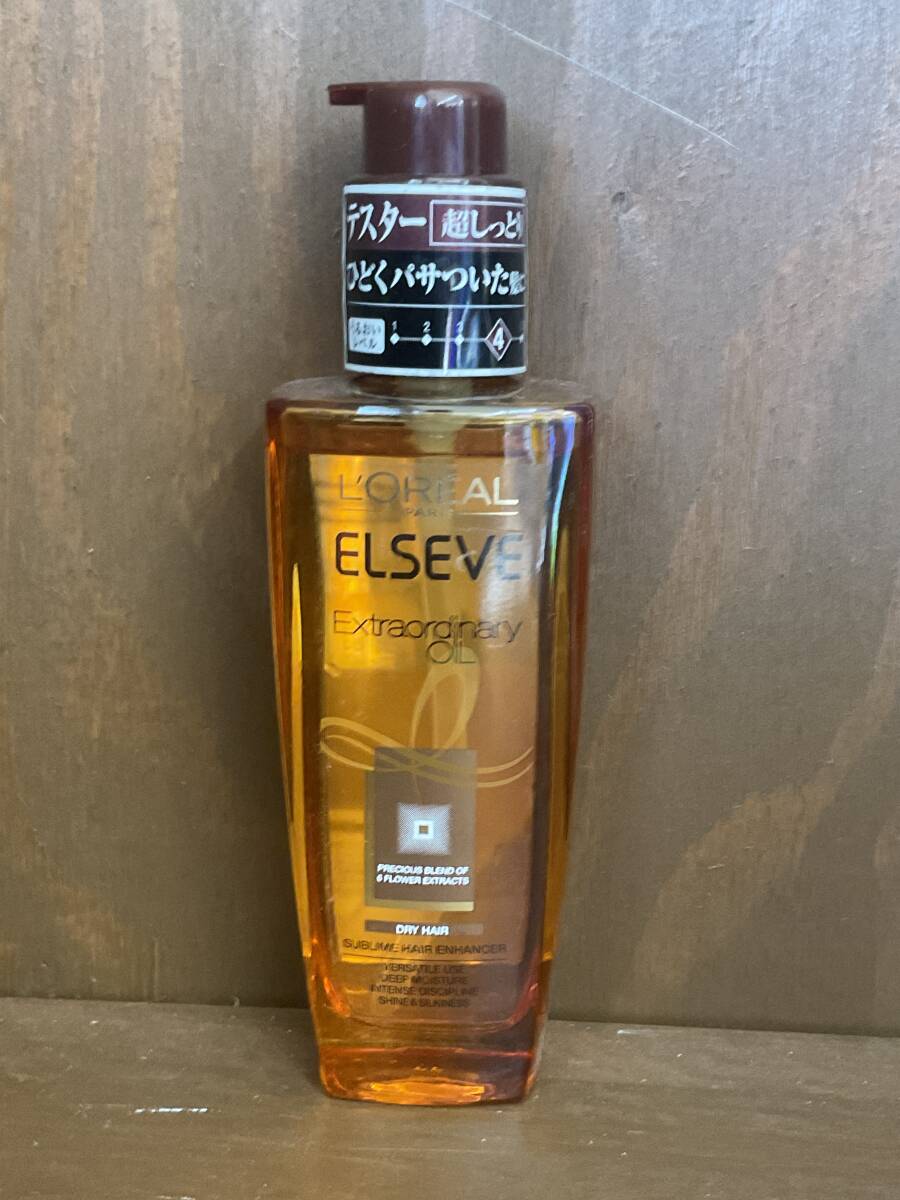 テスター 超しっとり
ひどくパサついた髪に
うるおい
レベル
1 2 3 4
L'ORÉAL
PARIS
ELSEVE
Extraordinary
OIL
PRECIOUS BLEND OF
6 FLOWER EXTRACTS
DRY HAIR
SUBLIME HAIR ENHANCER
VERSATILE USE
DEEP MOISTURE
INTENSE DISCIPLINE
SHINE & SILKINESS